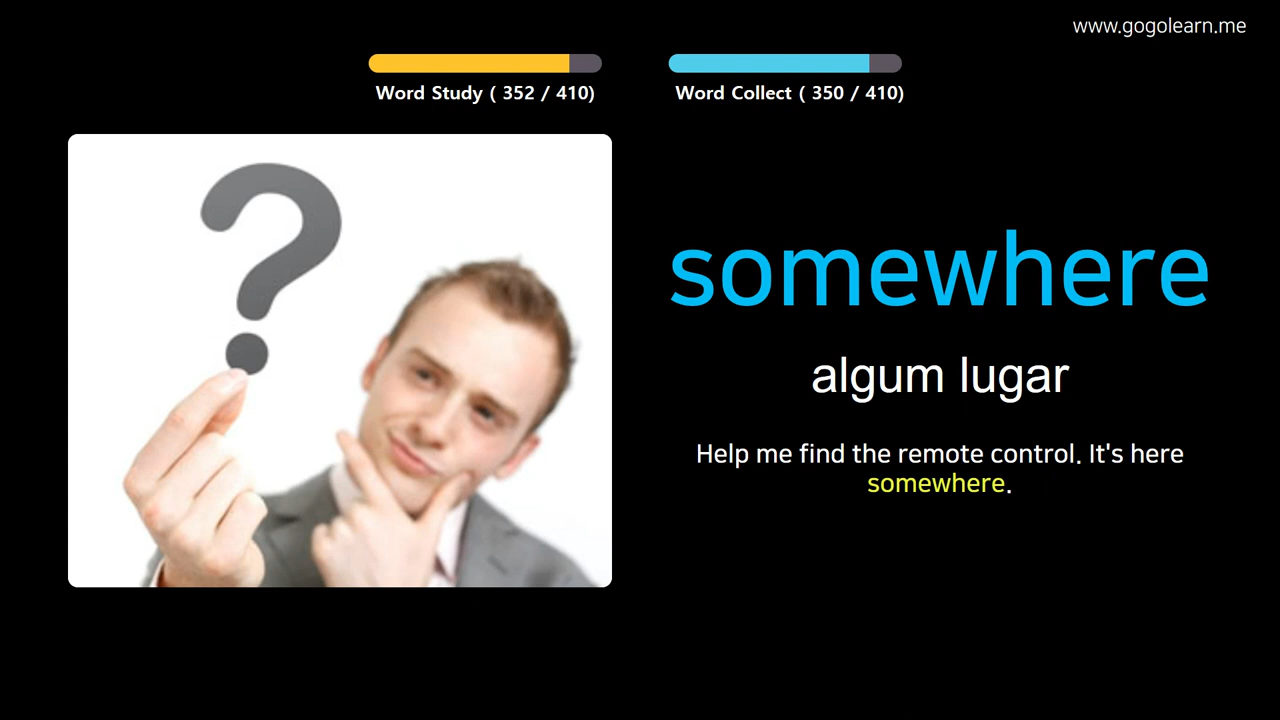 www.gogolearn.me
Word Study ( 352 / 410)
Word Collect ( 350 / 410)
somewhere
algum lugar
Help me find the remote control. It's here
somewhere.